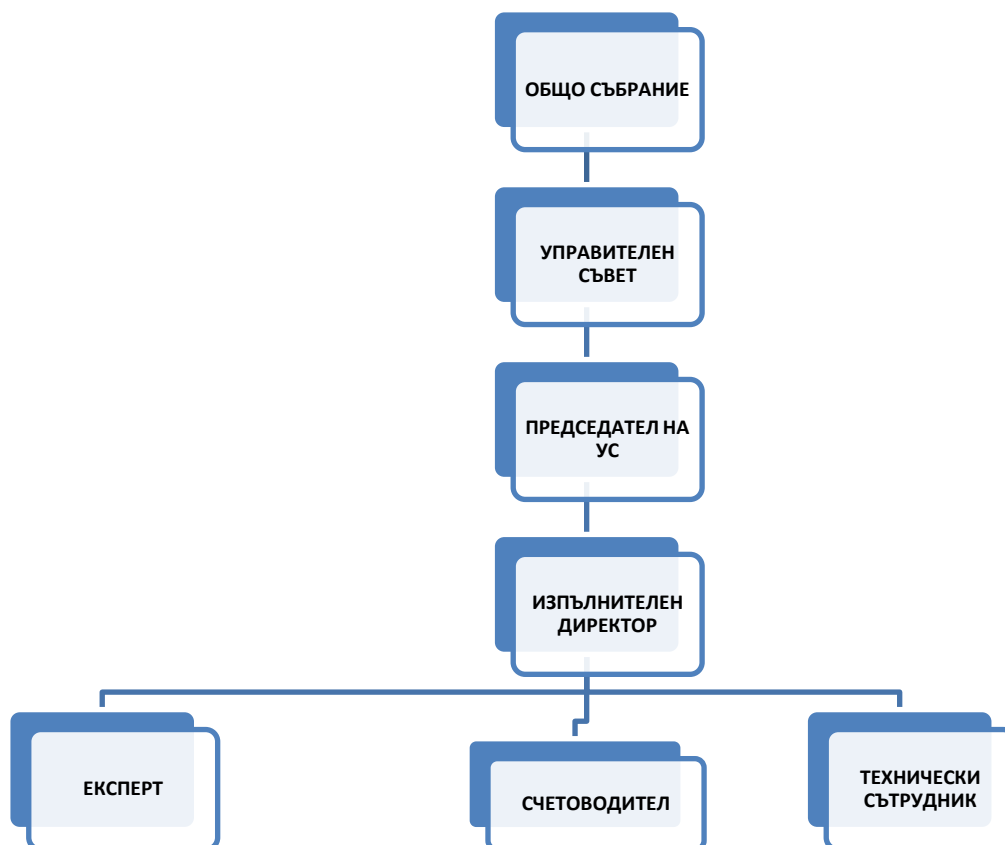 ОБЩО СЪБРАНИЕ
УПРАВИТЕЛЕН
СЪВЕТ
ПРЕДСЕДАТЕЛ НА
УС
ИЗПЪЛНИТЕЛЕН
ДИРЕКТОР
ЕКСПЕРТ
СЧЕТОВОДИТЕЛ
ТЕХНИЧЕСКИ
СЪТРУДНИК